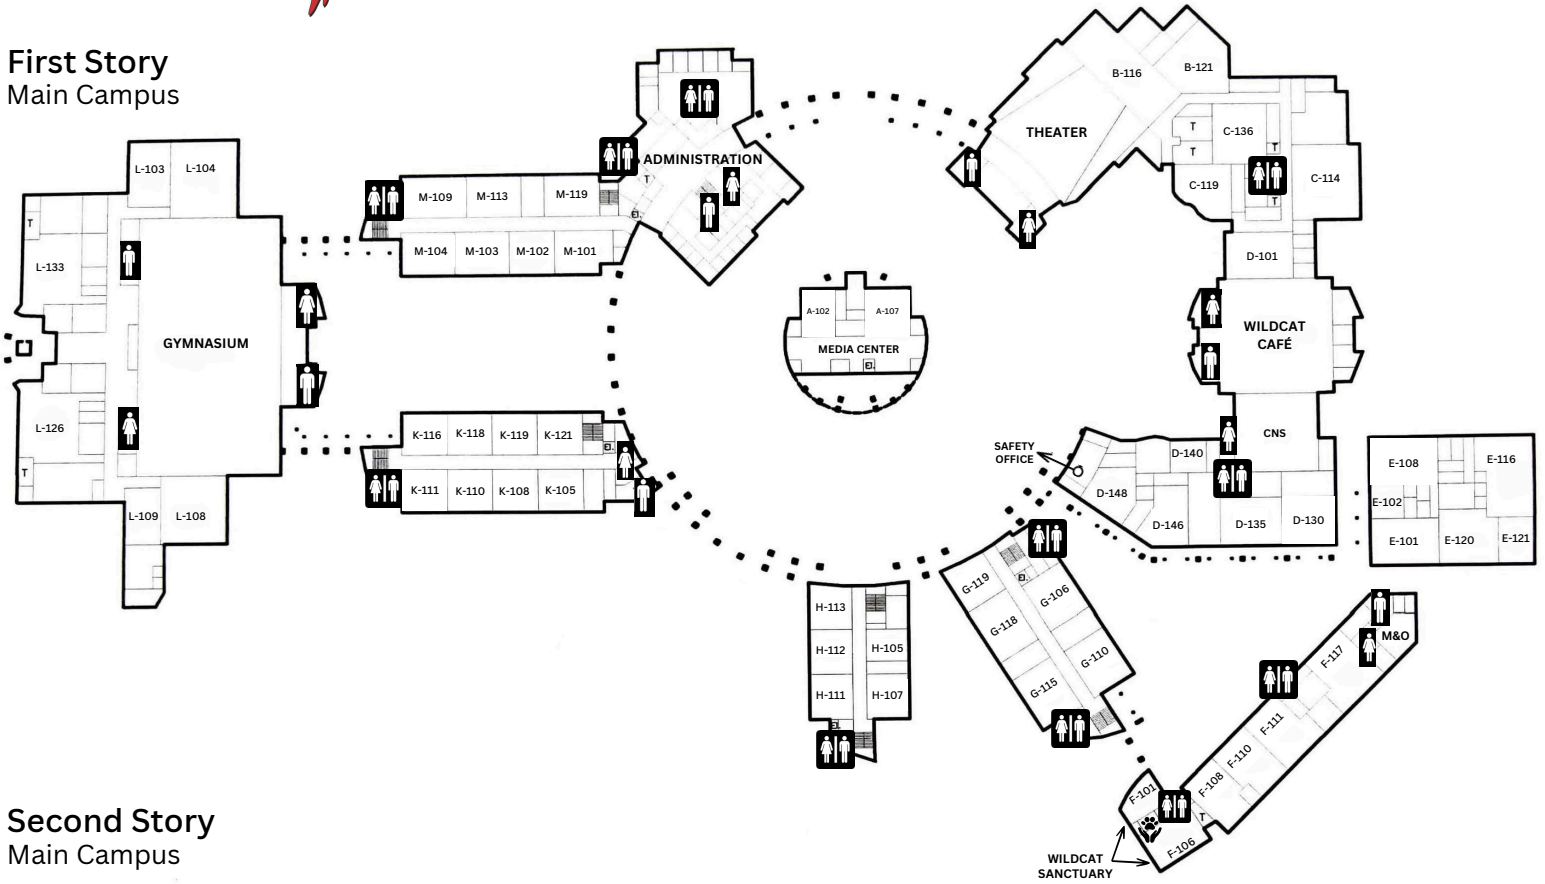 First Story
Main Campus
L-103
L-104
T
L-133
GYMNASIUM
L-126
T
L-109
L-108
M-109
M-113
M-119
M-104
M-103
M-102
M-101
ADMINISTRATION
T
E.
K-116
K-118
K-119
K-121
E.
K-111
K-110
K-108
K-105
A-102
A-107
MEDIA CENTER
E.
THEATER
B-116
B-121
T
T
C-136
T
C-119
T
C-114
D-101
WILDCAT
CAFÉ
CNS
SAFETY
OFFICE
D-140
D-148
D-146
D-135
D-130
E-108
E-116
E-102
E-101
E-120
E-121
H-113
H-112
H-105
H-111
H-107
E.
G-119
E.
G-106
G-118
G-110
G-115
M&O
F-117
F-111
F-110
F-108
F-101
T
F-106
WILDCAT
SANCTUARY
Second Story
Main Campus